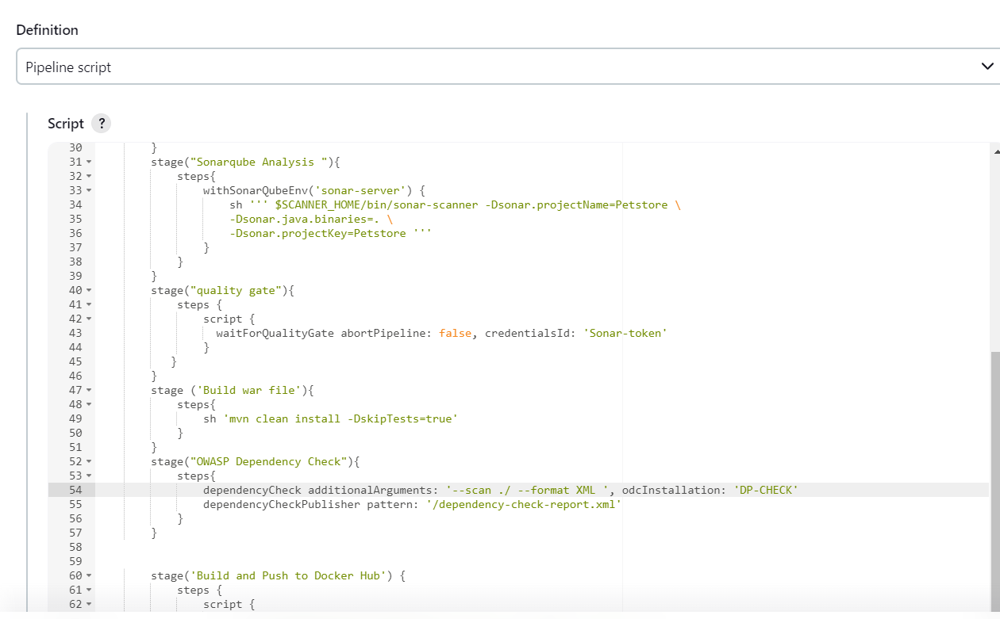 Definition
Pipeline script
Script ?
30 }
31 stage("Sonarqube Analysis "){
32 steps{
33 withSonarQubeEnv('sonar-server') {
34 sh ''' $SCANNER_HOME/bin/sonar-scanner -Dsonar.projectName=Petstore \
35 -Dsonar.java.binaries=. \
36 -Dsonar.projectKey=Petstore '''
37 }
38 }
39 }
40 stage("quality gate"){
41 steps {
42 script {
43 waitForQualityGate abortPipeline: false, credentialsId: 'Sonar-token'
44 }
45 }
46 }
47 stage ('Build war file'){
48 steps{
49 sh 'mvn clean install -DskipTests=true'
50 }
51 }
52 stage("OWASP Dependency Check"){
53 steps{
54 dependencyCheck additionalArguments: '--scan ./ --format XML ', odcInstallation: 'DP-CHECK'
55 dependencyCheckPublisher pattern: '/dependency-check-report.xml'
56 }
57 }
58
59
60 stage('Build and Push to Docker Hub') {
61 steps {
62 script {